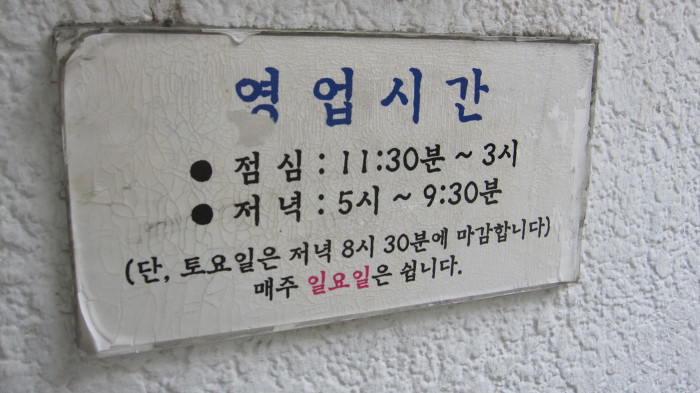 영업시간
● 점심 : 11:30분 ~ 3시
● 저녁 : 5시 ~ 9:30분
(단, 토요일은 저녁 8시 30분에 마감합니다)
매주 일요일은 쉽니다.